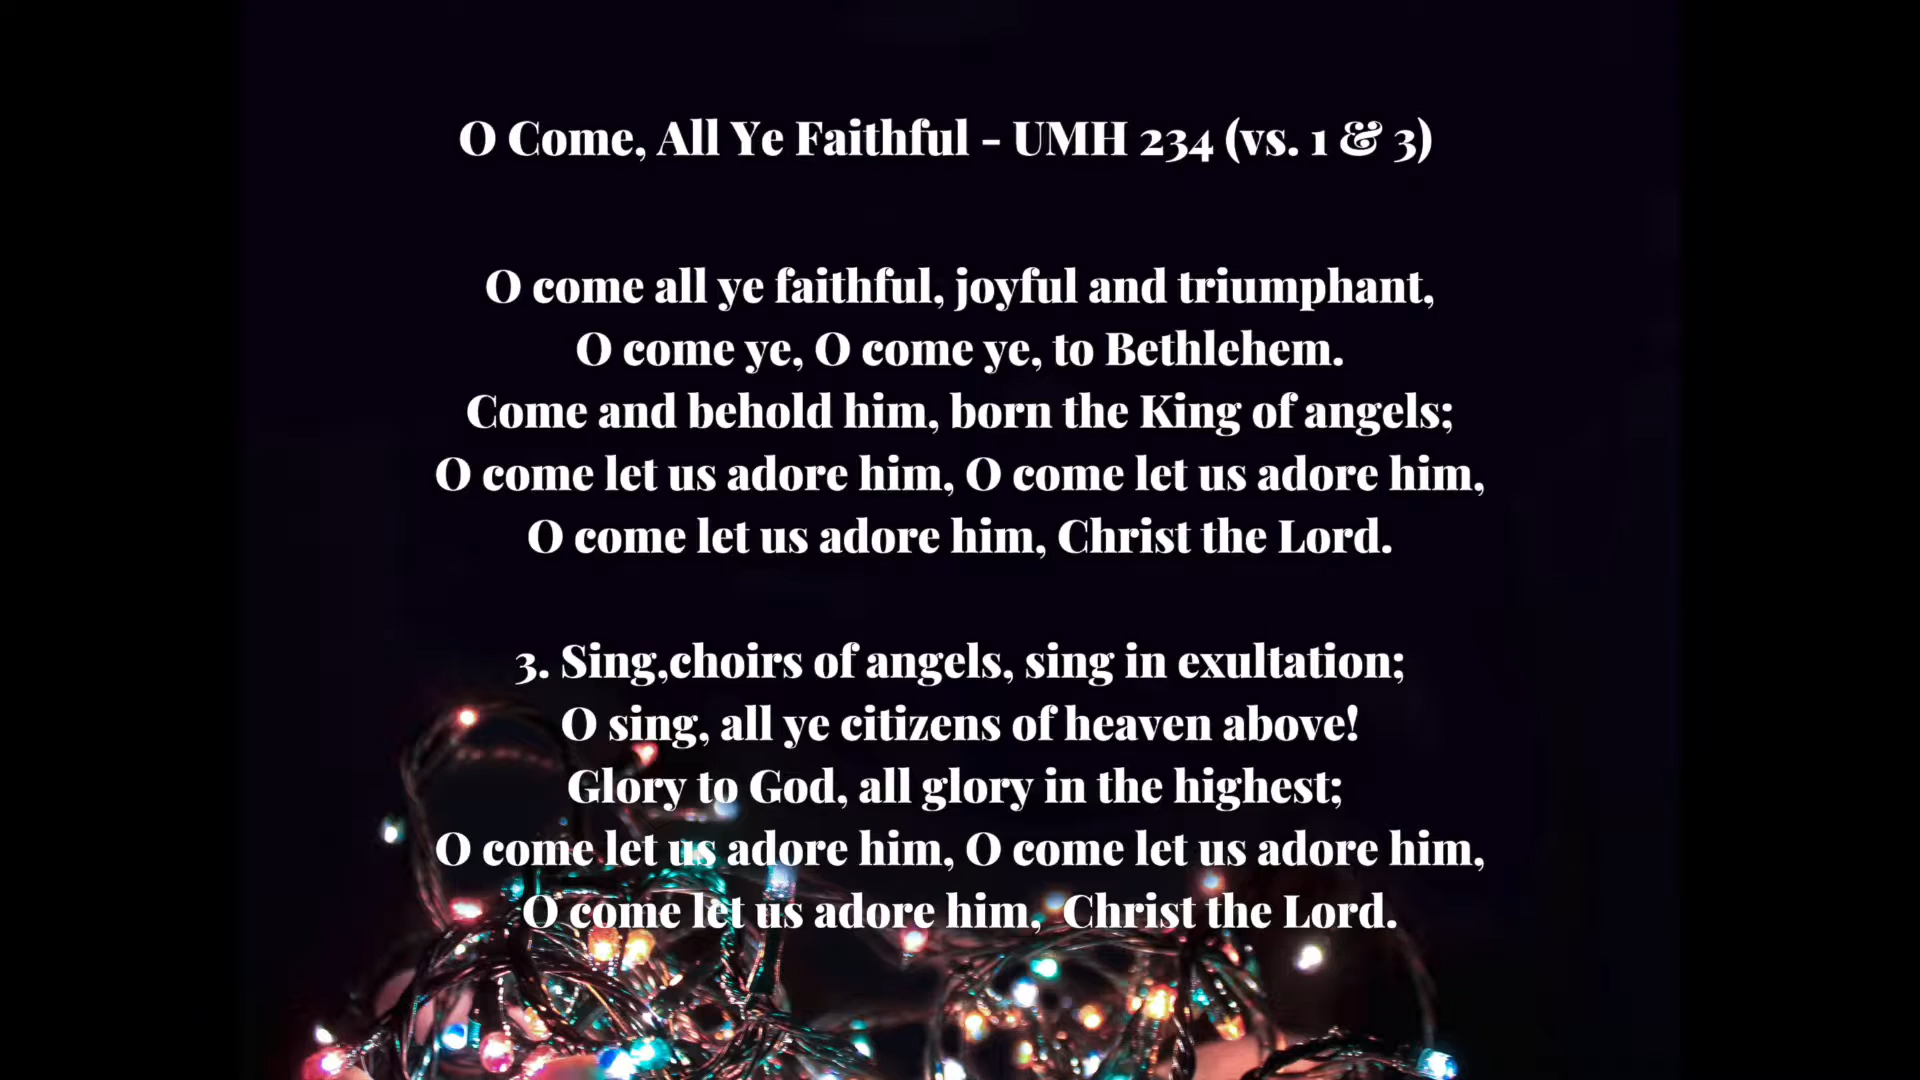 O Come, All Ye Faithful - UMH 234 (vs. 1 & 3)
O come all ye faithful, joyful and triumphant,
O come ye, O come ye, to Bethlehem.
Come and behold him, born the King of angels;
O come let us adore him, O come let us adore him,
O come let us adore him, Christ the Lord.
3. Sing,choirs of angels, sing in exultation;
O sing, all ye citizens of heaven above!
Glory to God, all glory in the highest;
O come let us adore him, O come let us adore him,
O come let us adore him,  Christ the Lord.